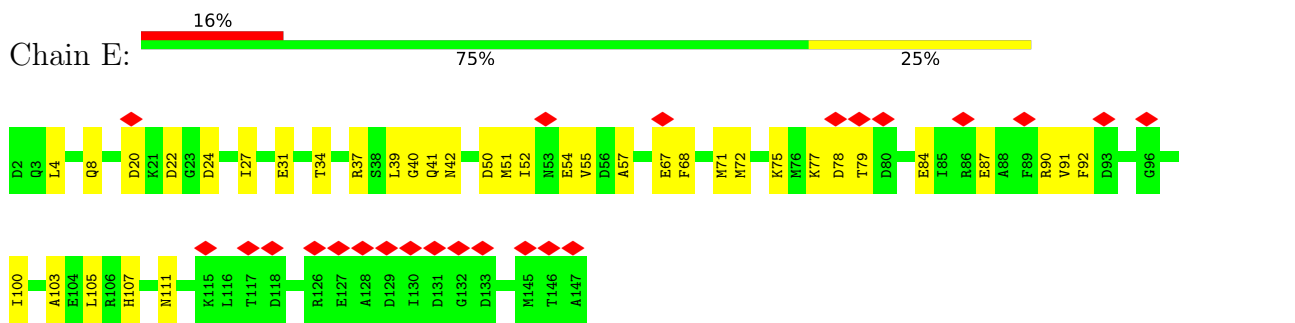 16%
Chain E:
75% 25%
D2 Q3 L4 Q8 D20 K21 D22 G23 D24 I27 E31 T34 R37 S38 L39 G40 Q41 N42 D50 M51 I52 N53 E54 V55 D56 A57 E67 F68 M71 M72 K75 M76 K77 D78 T79 D80 E84 I85 R86 E87 A88 F89 R90 V91 F92 D93 G96
I100 A103 E104 L105 R106 H107 N111 K115 L116 T117 D118 R126 E127 A128 D129 I130 D131 G132 D133 M145 T146 A147